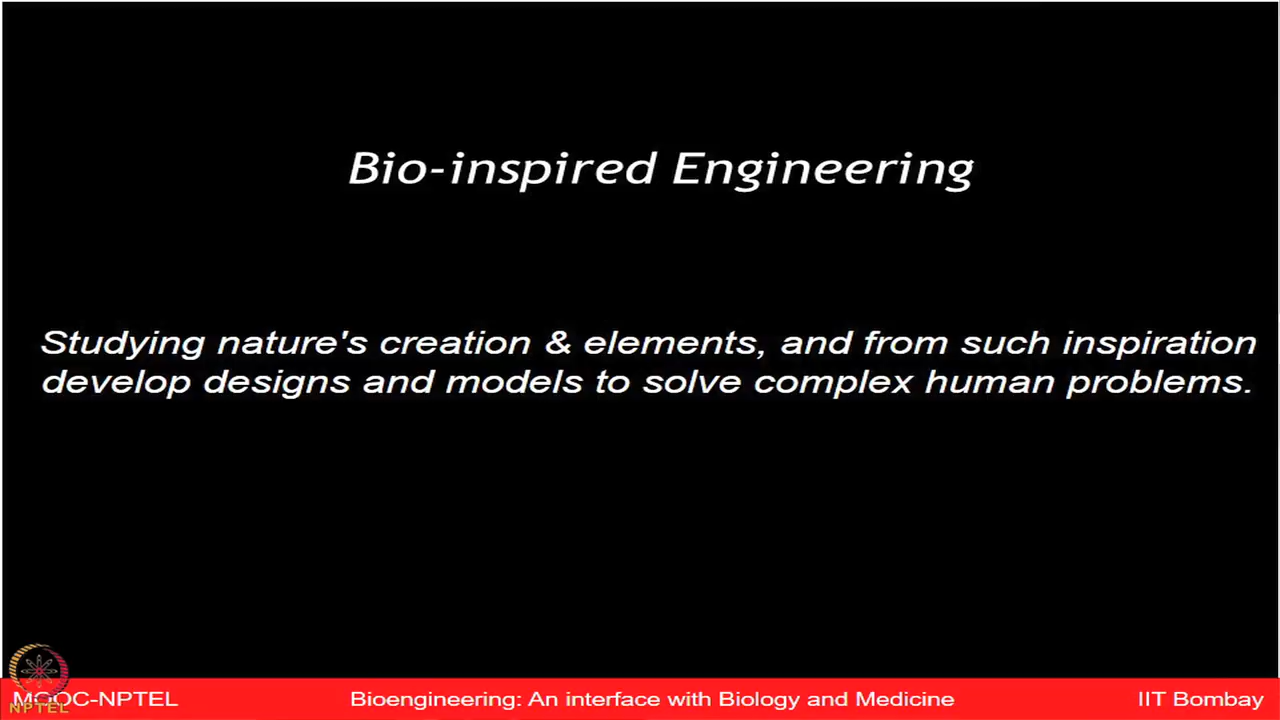 Bio-inspired Engineering
Studying nature's creation & elements, and from such inspiration
develop designs and models to solve complex human problems.
MOOC-NPTEL Bioengineering: An interface with Biology and Medicine IIT Bombay
NPTEL